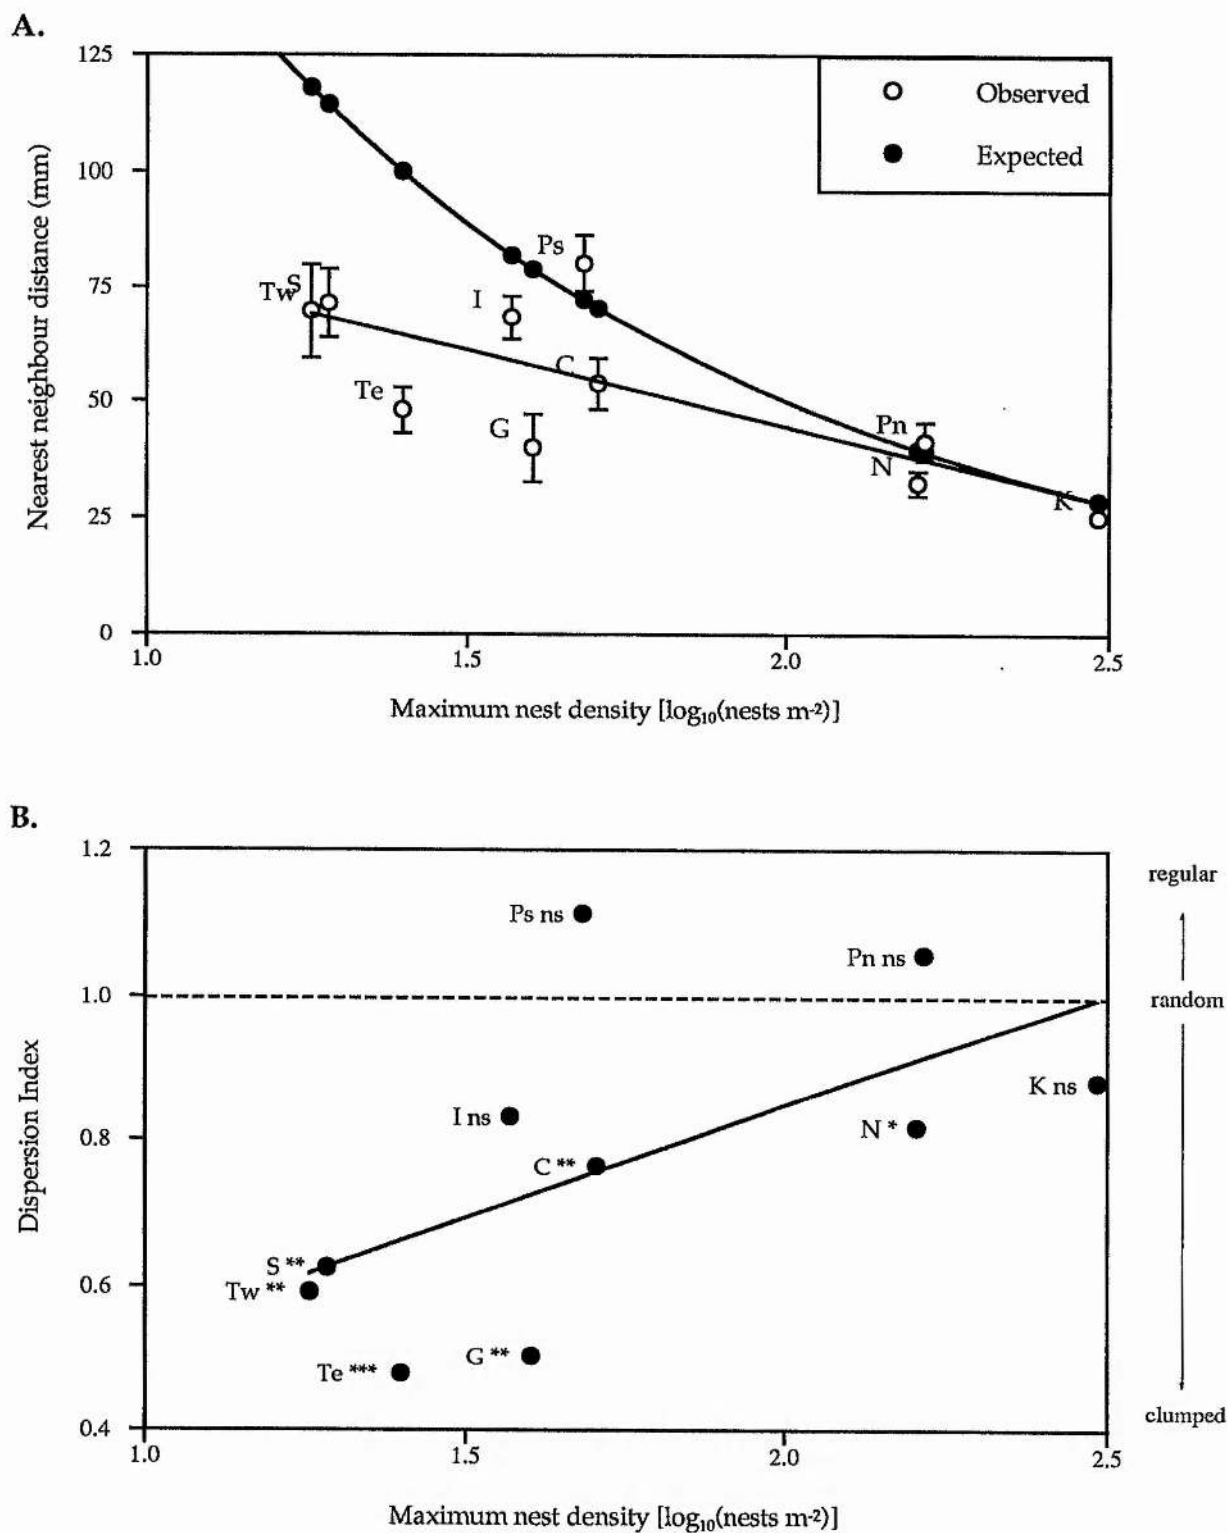 A.
125
100
75
50
25
0
Nearest neighbour distance (mm)
Observed
Expected
Ps
S
Tw
I
C
Te
G
Pn
N
K
1.0 1.5 2.0 2.5
Maximum nest density [log₁₀(nests m⁻²)]
B.
1.2
1.0
0.8
0.6
0.4
Dispersion Index
Ps ns
Pn ns
I ns
K ns
N *
C **
S **
Tw **
G **
Te ***
regular
random
clumped
1.0 1.5 2.0 2.5
Maximum nest density [log₁₀(nests m⁻²)]